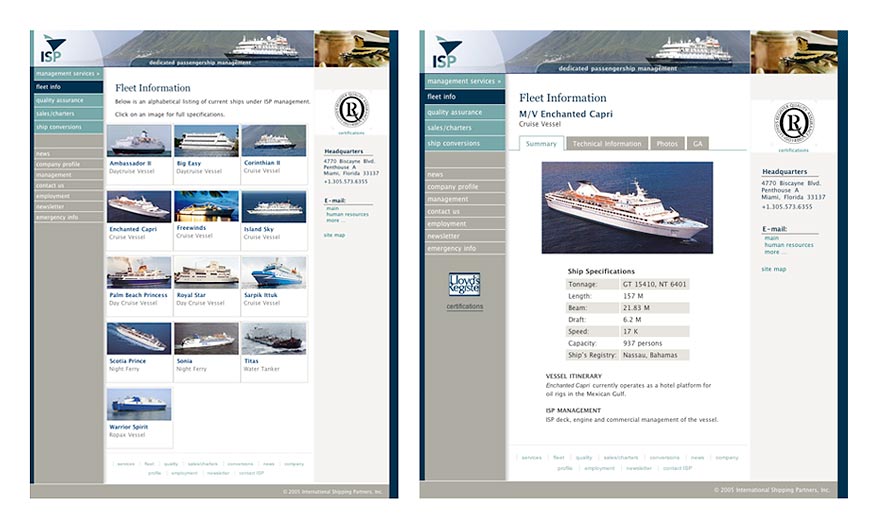 ISP
dedicated passengership management
management services »
fleet info
quality assurance
sales/charters
ship conversions
news
company profile
management
contact us
employment
newsletter
emergency info
Fleet Information
Below is an alphabetical listing of current ships under ISP management.
Click on an image for full specifications.
Ambassador II
Daycruise Vessel
Big Easy
Daycruise Vessel
Corinthian II
Cruise Vessel
Enchanted Capri
Cruise Vessel
Freewinds
Cruise Vessel
Island Sky
Cruise Vessel
Palm Beach Princess
Day Cruise Vessel
Royal Star
Day Cruise Vessel
Sarpik Ittuk
Cruise Vessel
Scotia Prince
Night Ferry
Sonia
Night Ferry
Titas
Water Tanker
Warrior Spirit
Ropax Vessel
certifications
Headquarters
4770 Biscayne Blvd.
Penthouse A
Miami, Florida 33137
+1.305.573.6355
E-mail:
main
human resources
more ...
site map
services | fleet | quality | sales/charters | conversions | news | company
profile | employment | newsletter | contact ISP
© 2005 International Shipping Partners, Inc.
ISP
dedicated passengership management
management services »
fleet info
quality assurance
sales/charters
ship conversions
news
company profile
management
contact us
employment
newsletter
emergency info
Lloyd's
Register
certifications
Fleet Information
M/V Enchanted Capri
Cruise Vessel
Summary
Technical Information
Photos
GA
Ship Specifications
Tonnage: GT 15410, NT 6401
Length: 157 M
Beam: 21.83 M
Draft: 6.2 M
Speed: 17 K
Capacity: 937 persons
Ship's Registry: Nassau, Bahamas
VESSEL ITINERARY
Enchanted Capri currently operates as a hotel platform for
oil rigs in the Mexican Gulf.
ISP MANAGEMENT
ISP deck, engine and commercial management of the vessel.
certifications
Headquarters
4770 Biscayne Blvd.
Penthouse A
Miami, Florida 33137
+1.305.573.6355
E-mail:
main
human resources
more ...
site map
services | fleet | quality | sales/charters | conversions | news | company
profile | employment | newsletter | contact ISP
© 2005 International Shipping Partners, Inc.